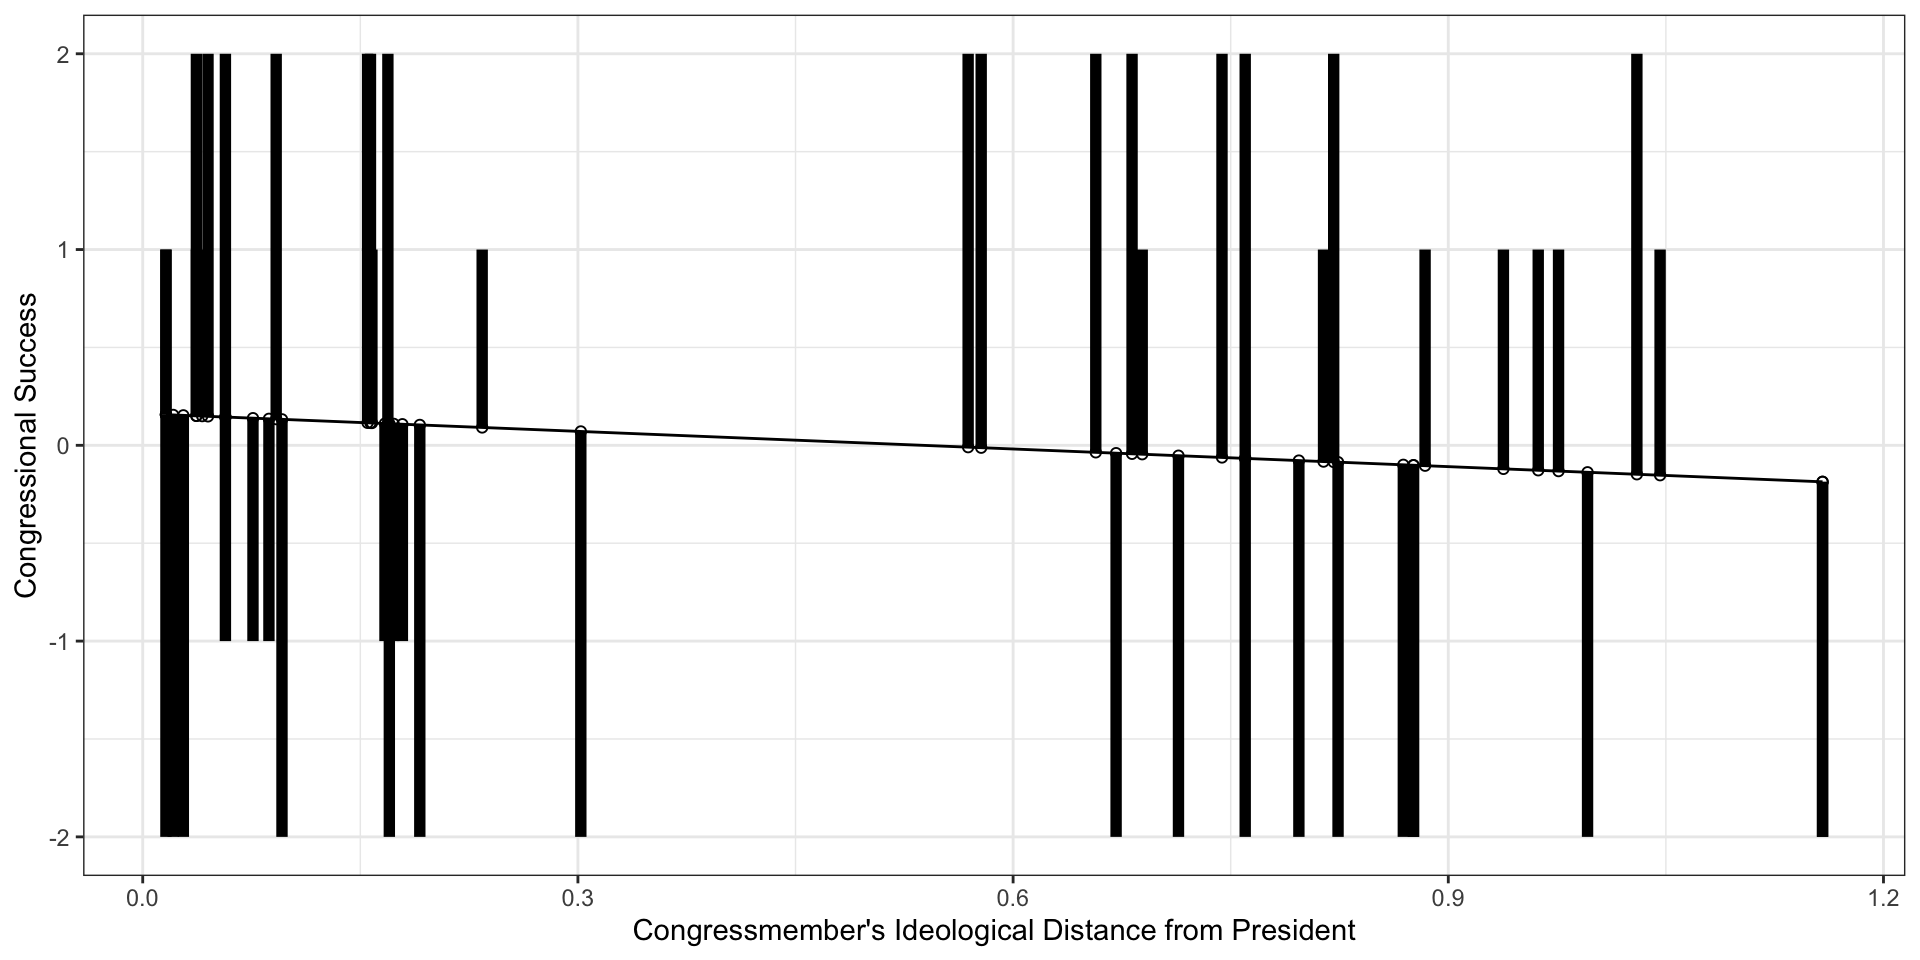 Congressional Success
2
1
0
-1
-2
0.0 0.3 0.6 0.9 1.2
Congressmember's Ideological Distance from President